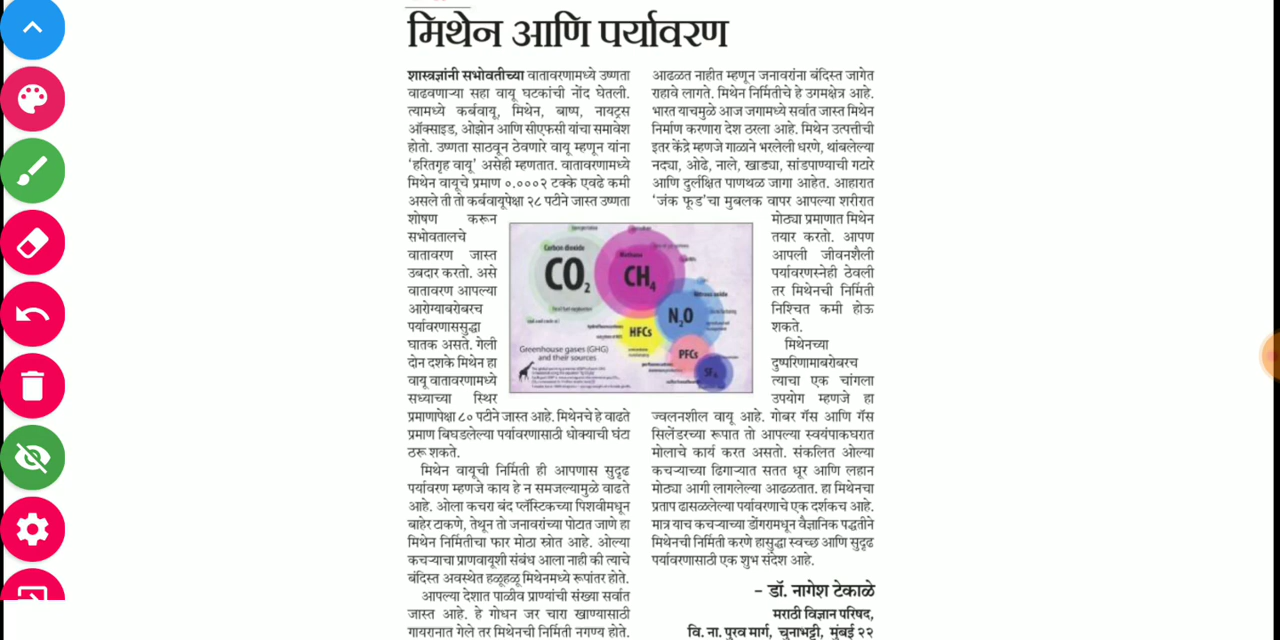 मिथेन आणि पर्यावरण
शास्त्रज्ञांनी सभोवतीच्या वातावरणामध्ये उष्णता
वाढवणाऱ्या सहा वायू घटकांची नोंद घेतली.
त्यामध्ये कर्बवायू, मिथेन, बाष्प, नायट्रस
ऑक्साइड, ओझोन आणि सीएफसी यांचा समावेश
होतो. उष्णता साठवून ठेवणारे वायू म्हणून यांना
'हरितगृह वायू' असेही म्हणतात. वातावरणामध्ये
मिथेन वायूचे प्रमाण ०.०००२ टक्के एवढे कमी
असले ती तो कर्बवायूपेक्षा २८ पटीने जास्त उष्णता
शोषण करून
सभोवतालचे
वातावरण जास्त
उबदार करतो. असे
वातावरण आपल्या
आरोग्याबरोबरच
पर्यावरणाससुद्धा
घातक असते. गेली
दोन दशके मिथेन हा
वायू वातावरणामध्ये
सध्याच्या स्थिर
प्रमाणापेक्षा ८० पटीने जास्त आहे. मिथेनचे हे वाढते
प्रमाण बिघडलेल्या पर्यावरणासाठी धोक्याची घंटा
ठरू शकते.
मिथेन वायूची निर्मिती ही आपणास सुदृढ
पर्यावरण म्हणजे काय हे न समजल्यामुळे वाढते
आहे. ओला कचरा बंद प्लॅस्टिकच्या पिशवीमधून
बाहेर टाकणे, तेथून तो जनावरांच्या पोटात जाणे हा
मिथेन निर्मितीचा फार मोठा स्रोत आहे. ओल्या
कचऱ्याचा प्राणवायूशी संबंध आला नाही की त्याचे
बंदिस्त अवस्थेत हळूहळू मिथेनमध्ये रूपांतर होते.
आपल्या देशात पाळीव प्राण्यांची संख्या सर्वात
जास्त आहे. हे गोधन जर चारा खाण्यासाठी
गायरानात गेले तर मिथेनची निर्मिती नगण्य होते.
आढळत नाहीत म्हणून जनावरांना बंदिस्त जागेत
राहावे लागते. मिथेन निर्मितीचे हे उगमक्षेत्र आहे.
भारत याचमुळे आज जगामध्ये सर्वात जास्त मिथेन
निर्माण करणारा देश ठरला आहे. मिथेन उत्पत्तीची
इतर केंद्रे म्हणजे गाळाने भरलेली धरणे, थांबलेल्या
नद्या, ओढे, नाले, खाड्या, सांडपाण्याची गटारे
आणि दुर्लक्षित पाणथळ जागा आहेत. आहारात
'जंक फूड'चा मुबलक वापर आपल्या शरीरात
मोठ्या प्रमाणात मिथेन
तयार करतो. आपण
आपली जीवनशैली
पर्यावरणस्नेही ठेवली
तर मिथेनची निर्मिती
निश्चित कमी होऊ
शकते.
मिथेनच्या
दुष्परिणामाबरोबरच
त्याचा एक चांगला
उपयोग म्हणजे हा
ज्वलनशील वायू आहे. गोबर गॅस आणि गॅस
सिलेंडरच्या रूपात तो आपल्या स्वयंपाकघरात
मोलाचे कार्य करत असतो. संकलित ओल्या
कचऱ्याच्या ढिगाऱ्यात सतत धूर आणि लहान
मोठ्या आगी लागलेल्या आढळतात. हा मिथेनचा
प्रताप ढासळलेल्या पर्यावरणाचे एक दर्शकच आहे.
मात्र याच कचऱ्याच्या डोंगरामधून वैज्ञानिक पद्धतीने
मिथेनची निर्मिती करणे हासुद्धा स्वच्छ आणि सुदृढ
पर्यावरणासाठी एक शुभ संदेश आहे.
- डॉ. नागेश टेकाळे
मराठी विज्ञान परिषद,
वि. ना. पुरव मार्ग, चुनाभट्टी, मुंबई २२
Carbon dioxide
CO2
Methane
CH4
Nitrous oxide
N2O
HFCs
PFCs
SF6
Greenhouse gases (GHG)
and their sources